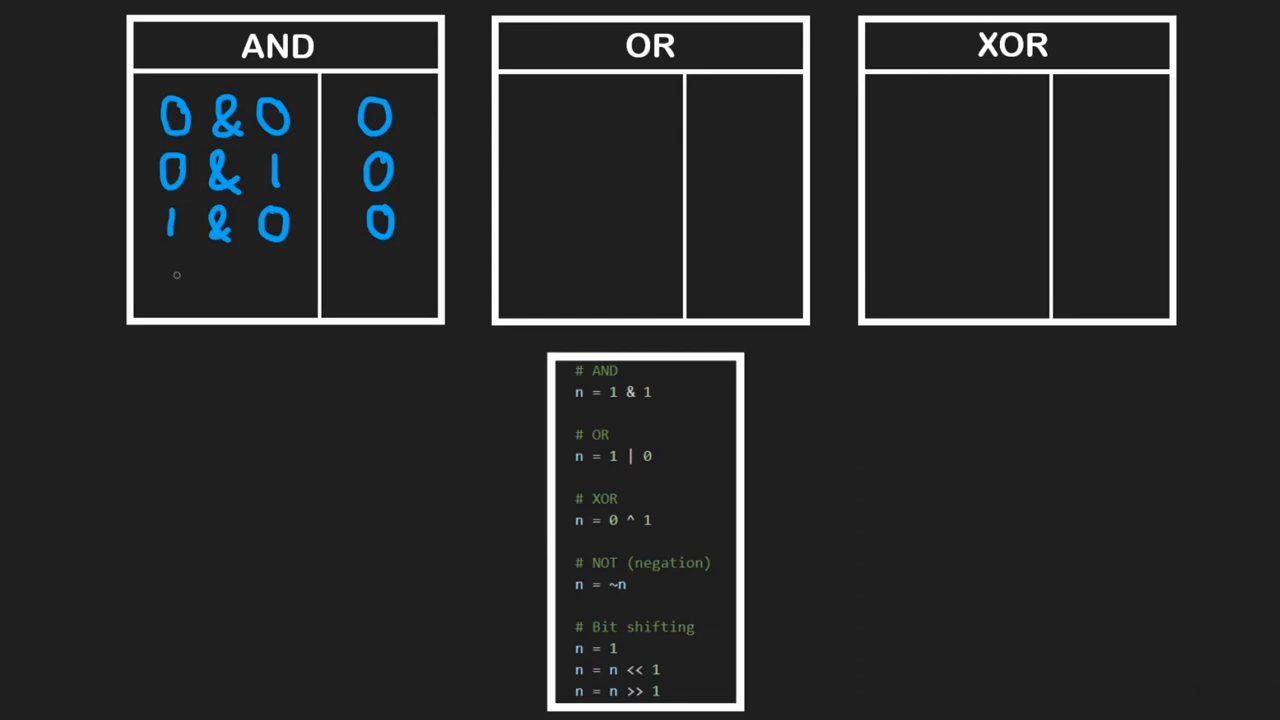 AND
0 & 0 0
0 & 1 0
1 & 0 0
OR
XOR
# AND
n = 1 & 1
# OR
n = 1 | 0
# XOR
n = 0 ^ 1
# NOT (negation)
n = ~n
# Bit shifting
n = 1
n = n << 1
n = n >> 1